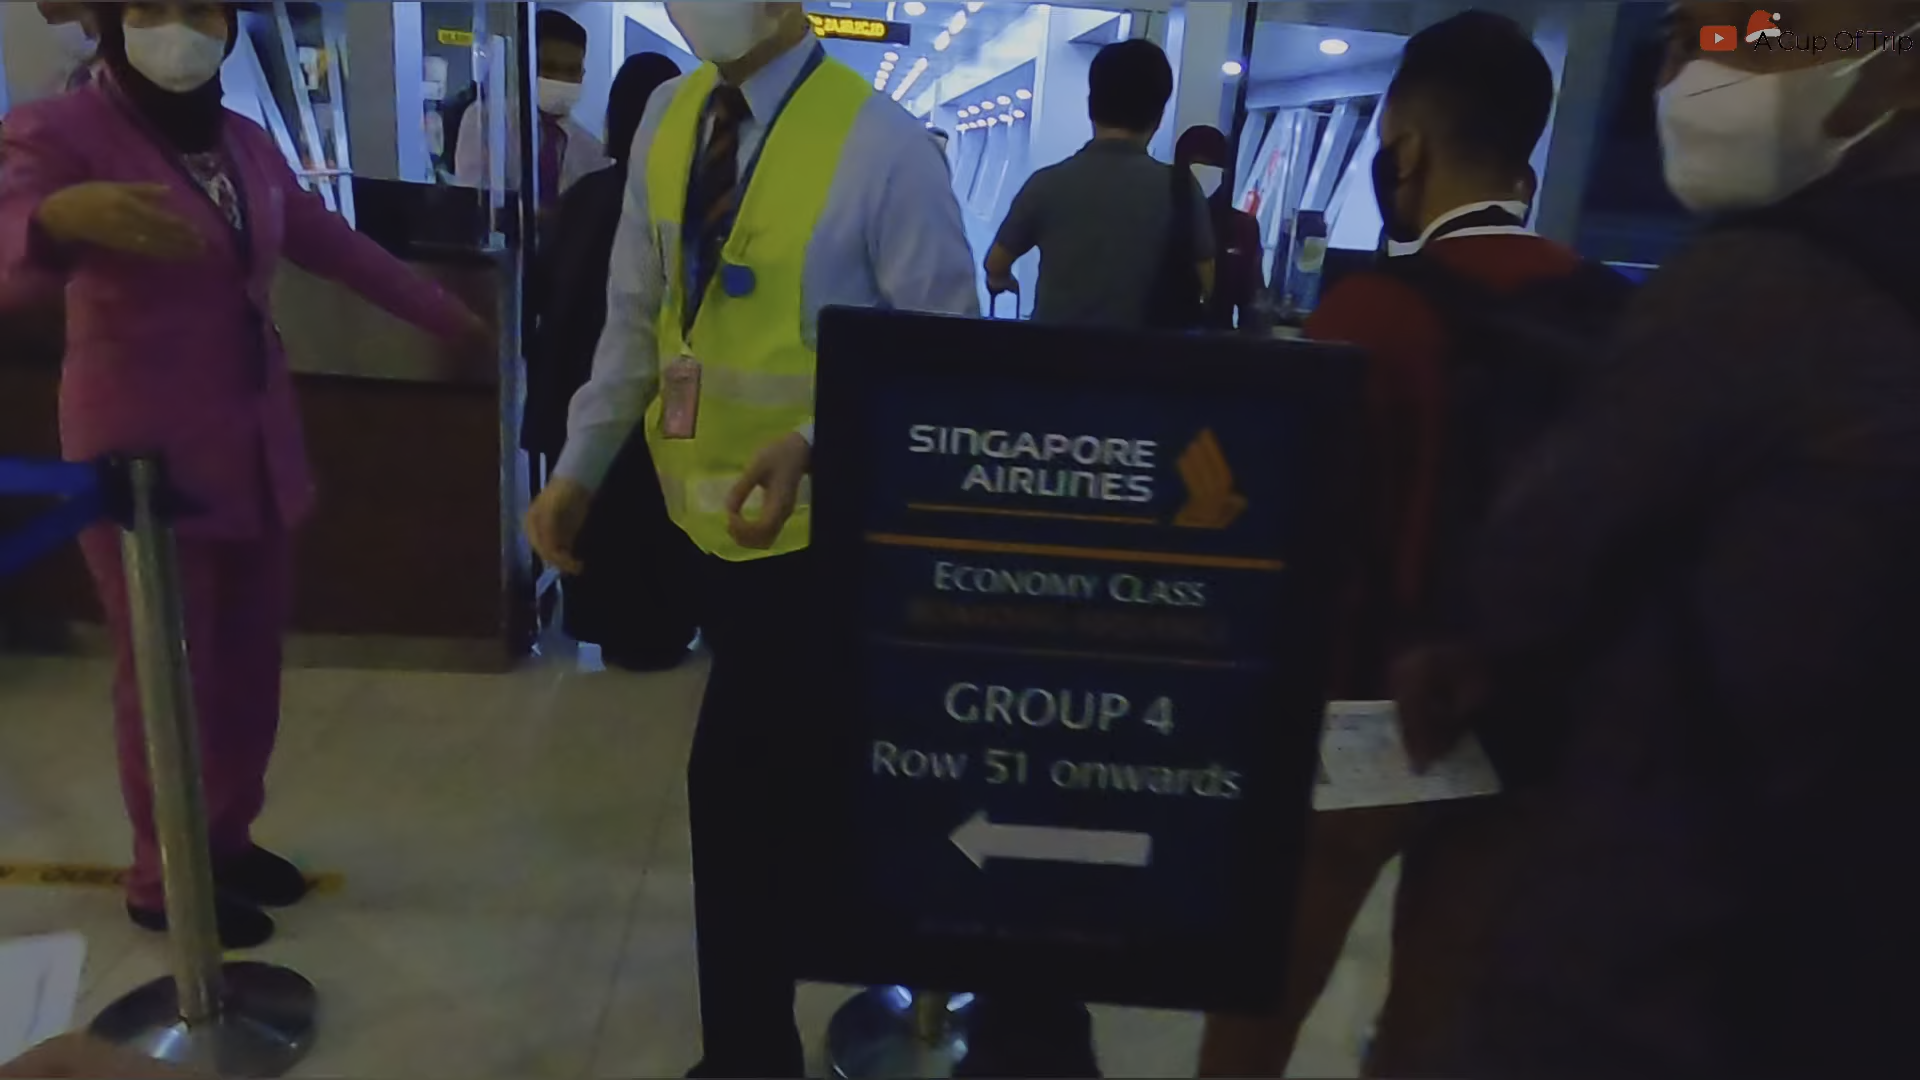 A Cup Of Trip
SINGAPORE
AIRLINES
ECONOMY CLASS
GROUP 4
Row 51 onwards